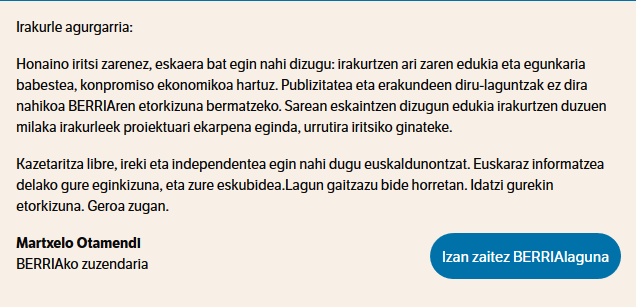 Irakurle agurgarria:
Honaino iritsi zarenez, eskaera bat egin nahi dizugu: irakurtzen ari zaren edukia eta egunkaria
babestea, konpromiso ekonomikoa hartuz. Publizitatea eta erakundeen diru-laguntzak ez dira
nahikoa BERRIAren etorkizuna bermatzeko. Sarean eskaintzen dizugun edukia irakurtzen duzuen
milaka irakurleek proiektuari ekarpena eginda, urrutira iritsiko ginateke.
Kazetaritza libre, ireki eta independentea egin nahi dugu euskaldunontzat. Euskaraz informatzea
delako gure eginkizuna, eta zure eskubidea.Lagun gaitzazu bide horretan. Idatzi gurekin
etorkizuna. Geroa zugan.
Martxelo Otamendi
BERRIAko zuzendaria
Izan zaitez BERRIAlaguna